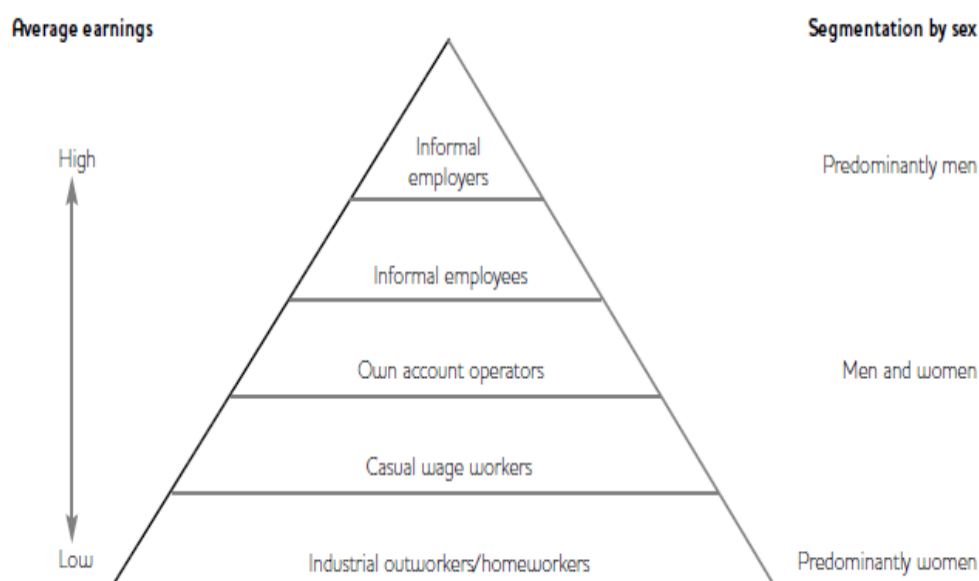 Average earnings
Segmentation by sex
High
Informal
employers
Predominantly men
Informal employees
Own account operators
Men and women
Casual wage workers
Low
Industrial outworkers/homeworkers
Predominantly women